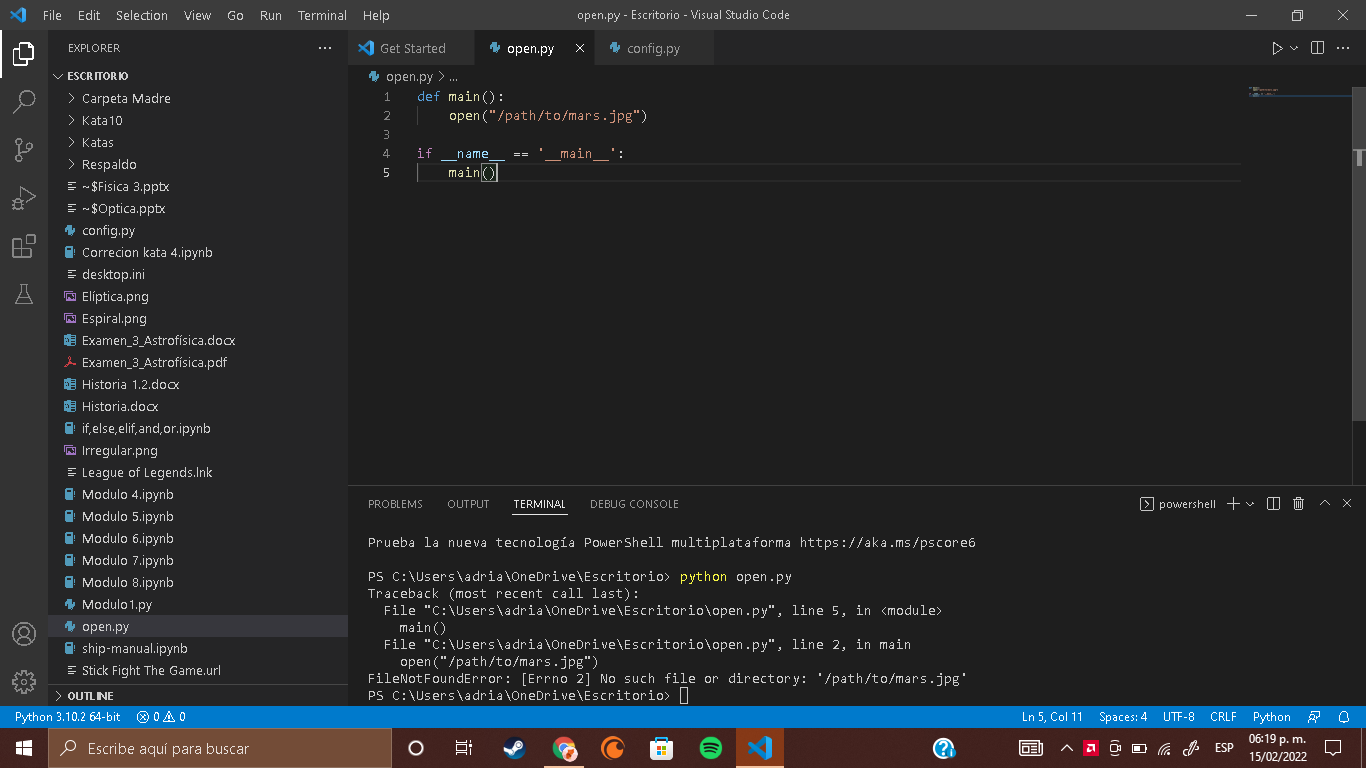 File Edit Selection View Go Run Terminal Help
open.py - Escritorio - Visual Studio Code
EXPLORER
ESCRITORIO
Carpeta Madre
Kata10
Katas
Respaldo
~$Fisica 3.pptx
~$Optica.pptx
config.py
Correcion kata 4.ipynb
desktop.ini
Elíptica.png
Espiral.png
Examen_3_Astrofísica.docx
Examen_3_Astrofísica.pdf
Historia 1.2.docx
Historia.docx
if,else,elif,and,or.ipynb
Irregular.png
League of Legends.lnk
Modulo 4.ipynb
Modulo 5.ipynb
Modulo 6.ipynb
Modulo 7.ipynb
Modulo 8.ipynb
Modulo1.py
open.py
ship-manual.ipynb
Stick Fight The Game.url
OUTLINE
Get Started open.py config.py
open.py > ...
1 def main():
2 open("/path/to/mars.jpg")
3
4 if __name__ == '__main__':
5 main()
PROBLEMS OUTPUT TERMINAL DEBUG CONSOLE
powershell
Prueba la nueva tecnología PowerShell multiplataforma https://aka.ms/pscore6
PS C:\Users\adria\OneDrive\Escritorio> python open.py
Traceback (most recent call last):
File "C:\Users\adria\OneDrive\Escritorio\open.py", line 5, in <module>
main()
File "C:\Users\adria\OneDrive\Escritorio\open.py", line 2, in main
open("/path/to/mars.jpg")
FileNotFoundError: [Errno 2] No such file or directory: '/path/to/mars.jpg'
PS C:\Users\adria\OneDrive\Escritorio>
Python 3.10.2 64-bit 0 0
Ln 5, Col 11 Spaces: 4 UTF-8 CRLF Python
Escribe aquí para buscar
ESP
06:19 p. m.
15/02/2022